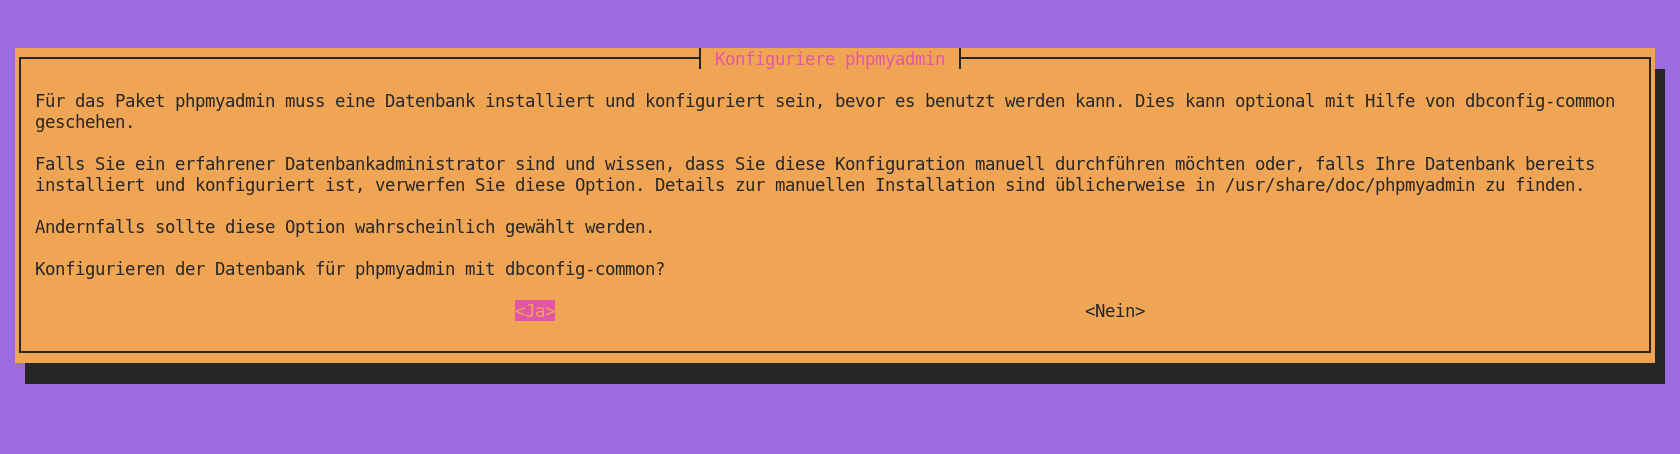 Konfiguriere phpmyadmin
Für das Paket phpmyadmin muss eine Datenbank installiert und konfiguriert sein, bevor es benutzt werden kann. Dies kann optional mit Hilfe von dbconfig-common
geschehen.
Falls Sie ein erfahrener Datenbankadministrator sind und wissen, dass Sie diese Konfiguration manuell durchführen möchten oder, falls Ihre Datenbank bereits
installiert und konfiguriert ist, verwerfen Sie diese Option. Details zur manuellen Installation sind üblicherweise in /usr/share/doc/phpmyadmin zu finden.
Andernfalls sollte diese Option wahrscheinlich gewählt werden.
Konfigurieren der Datenbank für phpmyadmin mit dbconfig-common?
<Ja> <Nein>